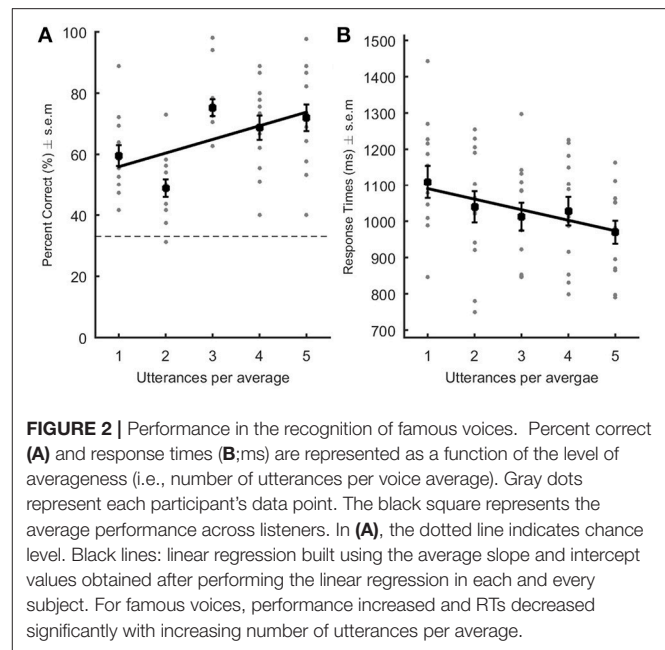 A
B
100
80
60
40
20
0
Percent Correct (%) ± s.e.m
1 2 3 4 5
Utterances per average
1500
1400
1300
1200
1100
1000
900
800
700
Response Times (ms) ± s.e.m
1 2 3 4 5
Utterances per avergae
FIGURE 2 | Performance in the recognition of famous voices. Percent correct
(A) and response times (B;ms) are represented as a function of the level of
averageness (i.e., number of utterances per voice average). Gray dots
represent each participant's data point. The black square represents the
average performance across listeners. In (A), the dotted line indicates chance
level. Black lines: linear regression built using the average slope and intercept
values obtained after performing the linear regression in each and every
subject. For famous voices, performance increased and RTs decreased
significantly with increasing number of utterances per average.